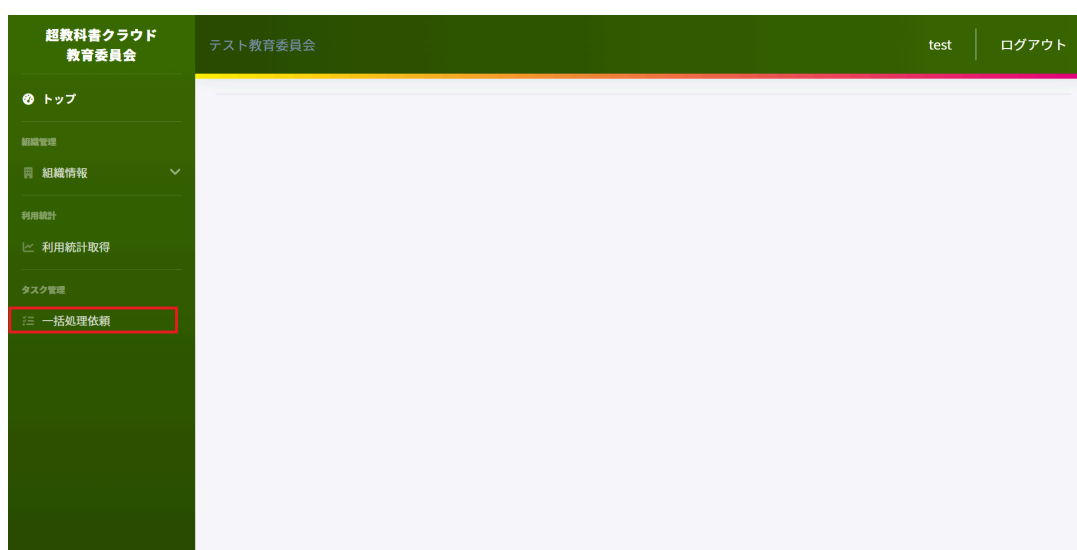 超教科書クラウド
教育委員会
テスト教育委員会
test
ログアウト
トップ
組織管理
組織情報
利用統計
利用統計取得
タスク管理
一括処理依頼